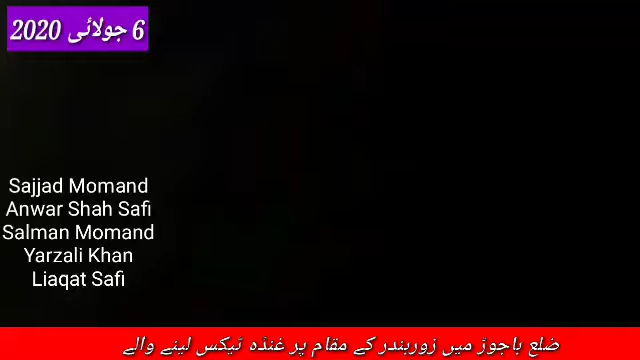 6 جولائی 2020
Sajjad Momand
Anwar Shah Safi
Salman Momand
Yarzali Khan
Liaqat Safi
ضلع باجوڑ میں زوربندر کے مقام پر غنڈہ ٹیکس لینے والے